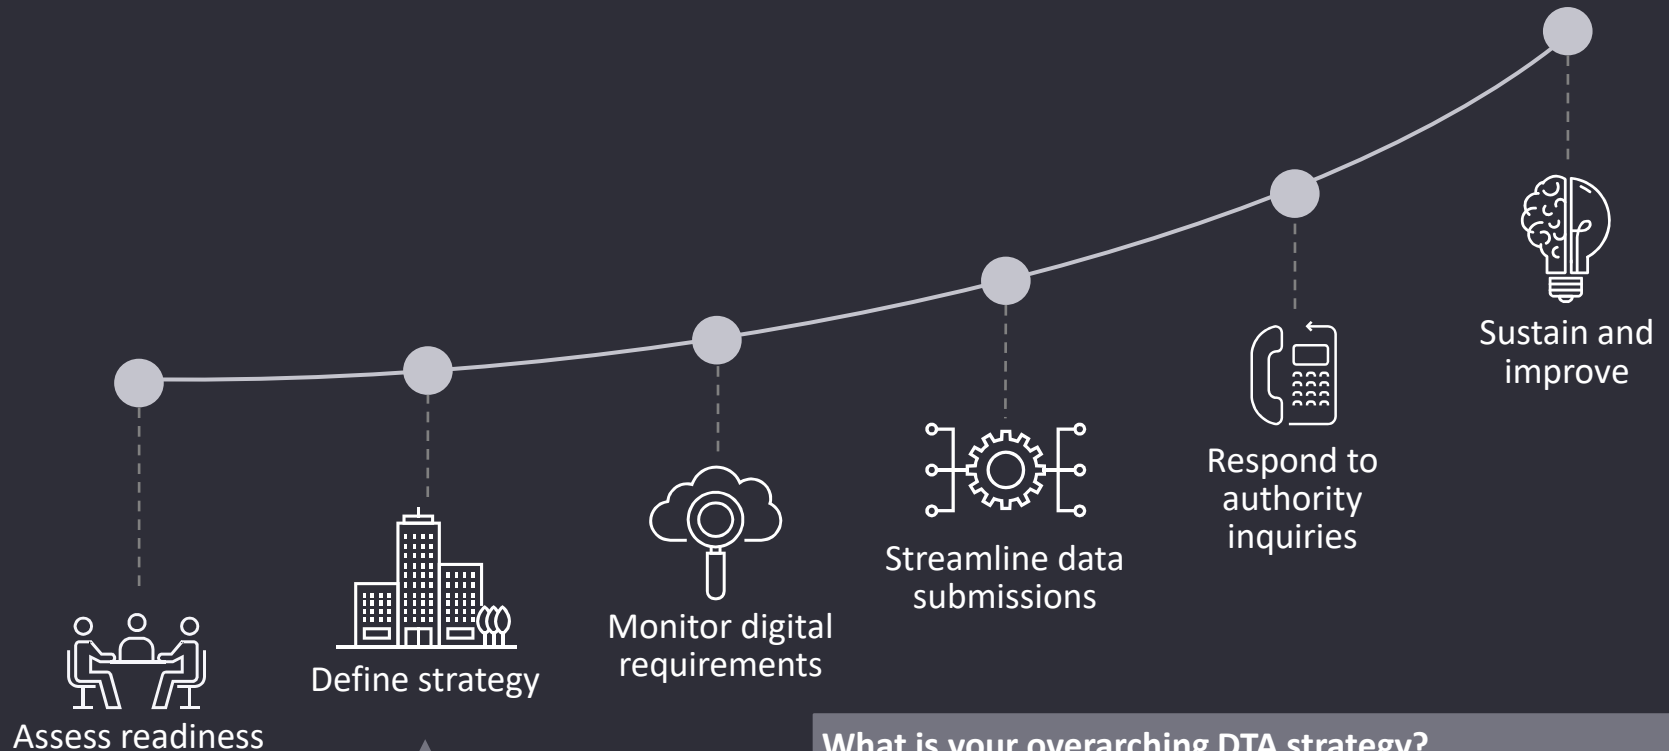 Assess readiness
Define strategy
Monitor digital
requirements
Streamline data
submissions
Respond to
authority
inquiries
Sustain and
improve
What is your overarching DTA strategy?